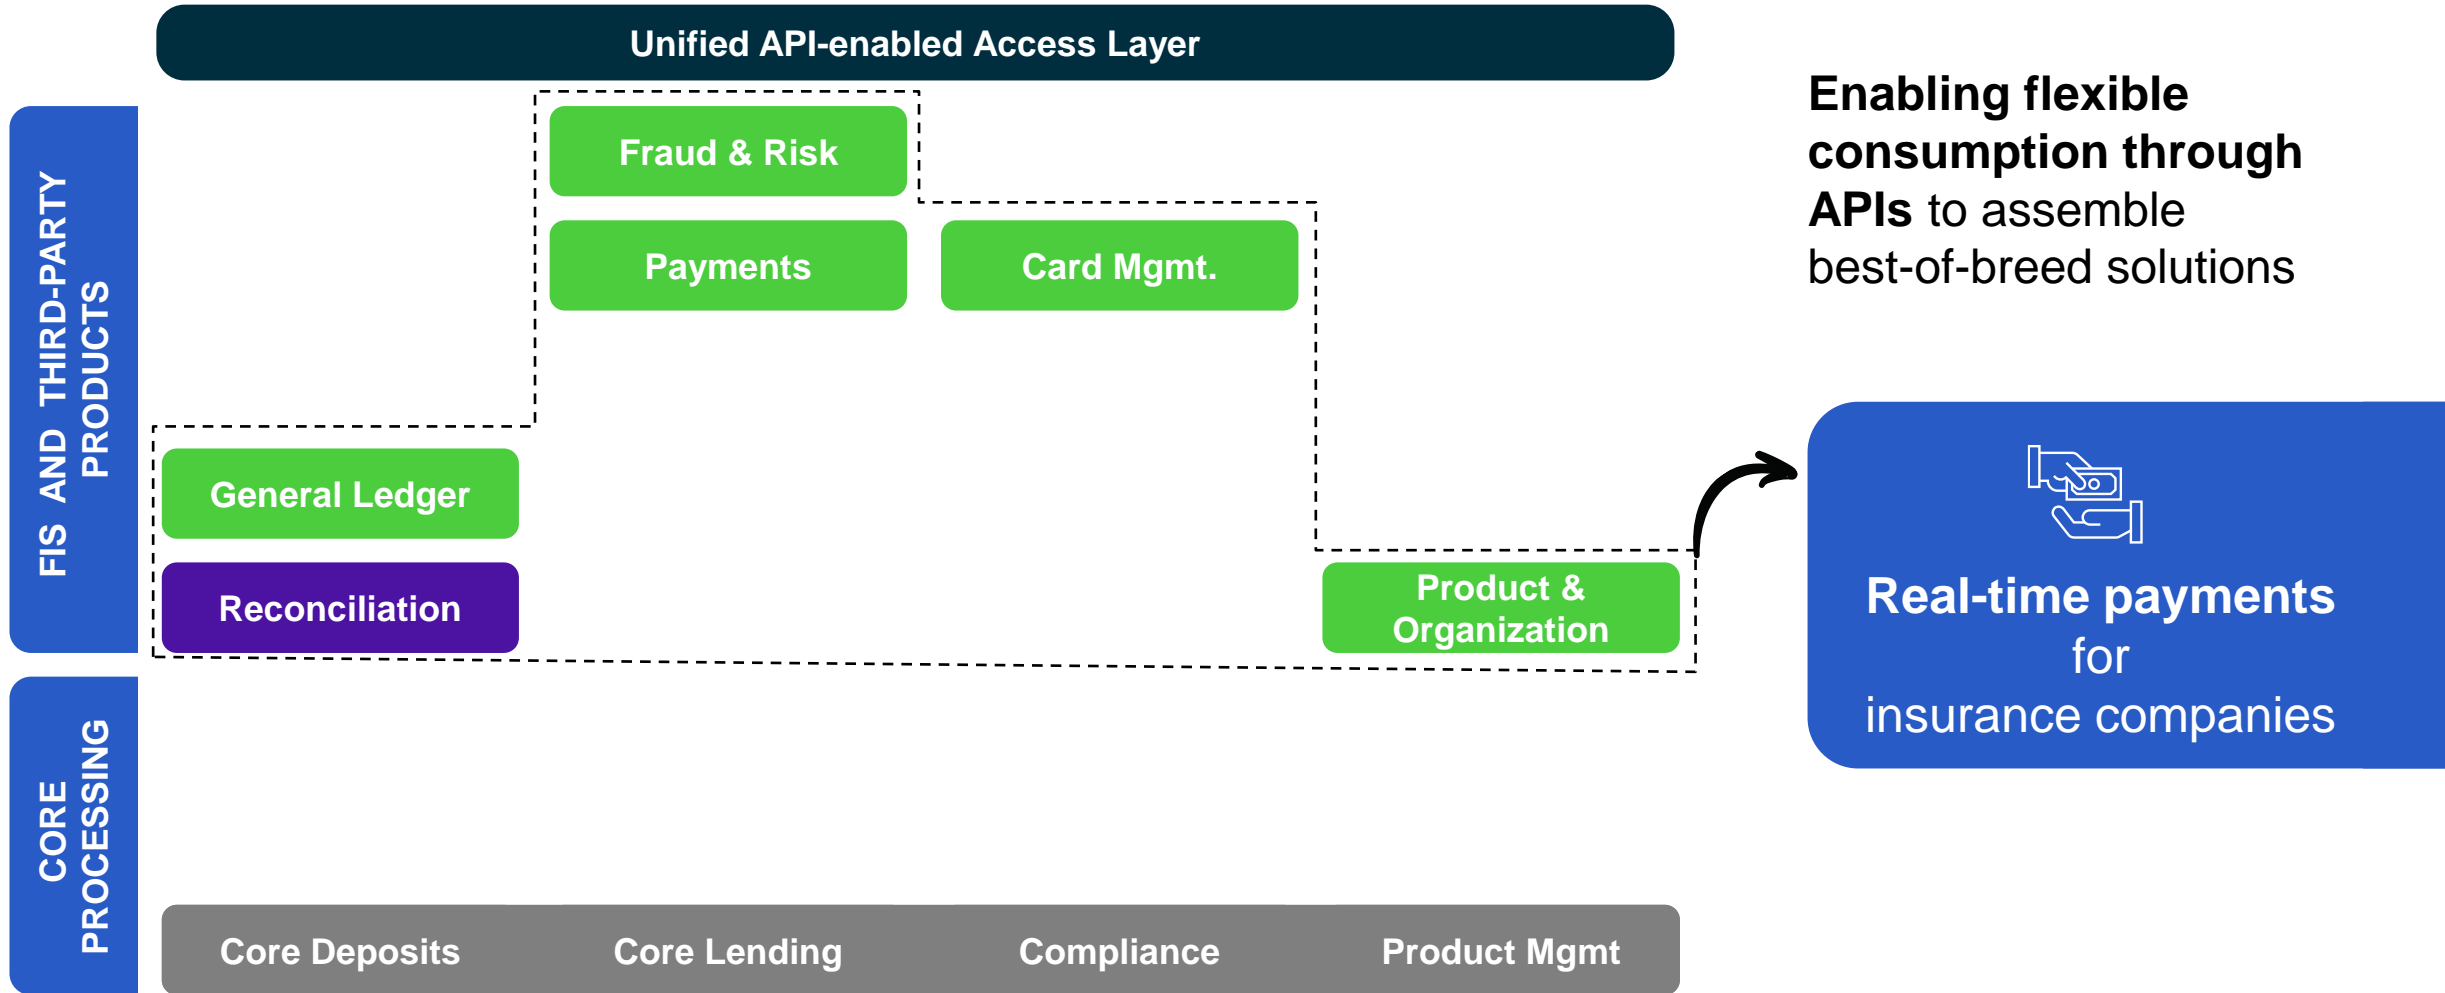 Unified API-enabled Access Layer
FIS AND THIRD-PARTY
PRODUCTS
Fraud & Risk
Payments
Card Mgmt.
General Ledger
Reconciliation
Product &
Organization
CORE
PROCESSING
Core Deposits
Core Lending
Compliance
Product Mgmt
Enabling flexible
consumption through
APIs to assemble
best-of-breed solutions
Real-time payments
for
insurance companies